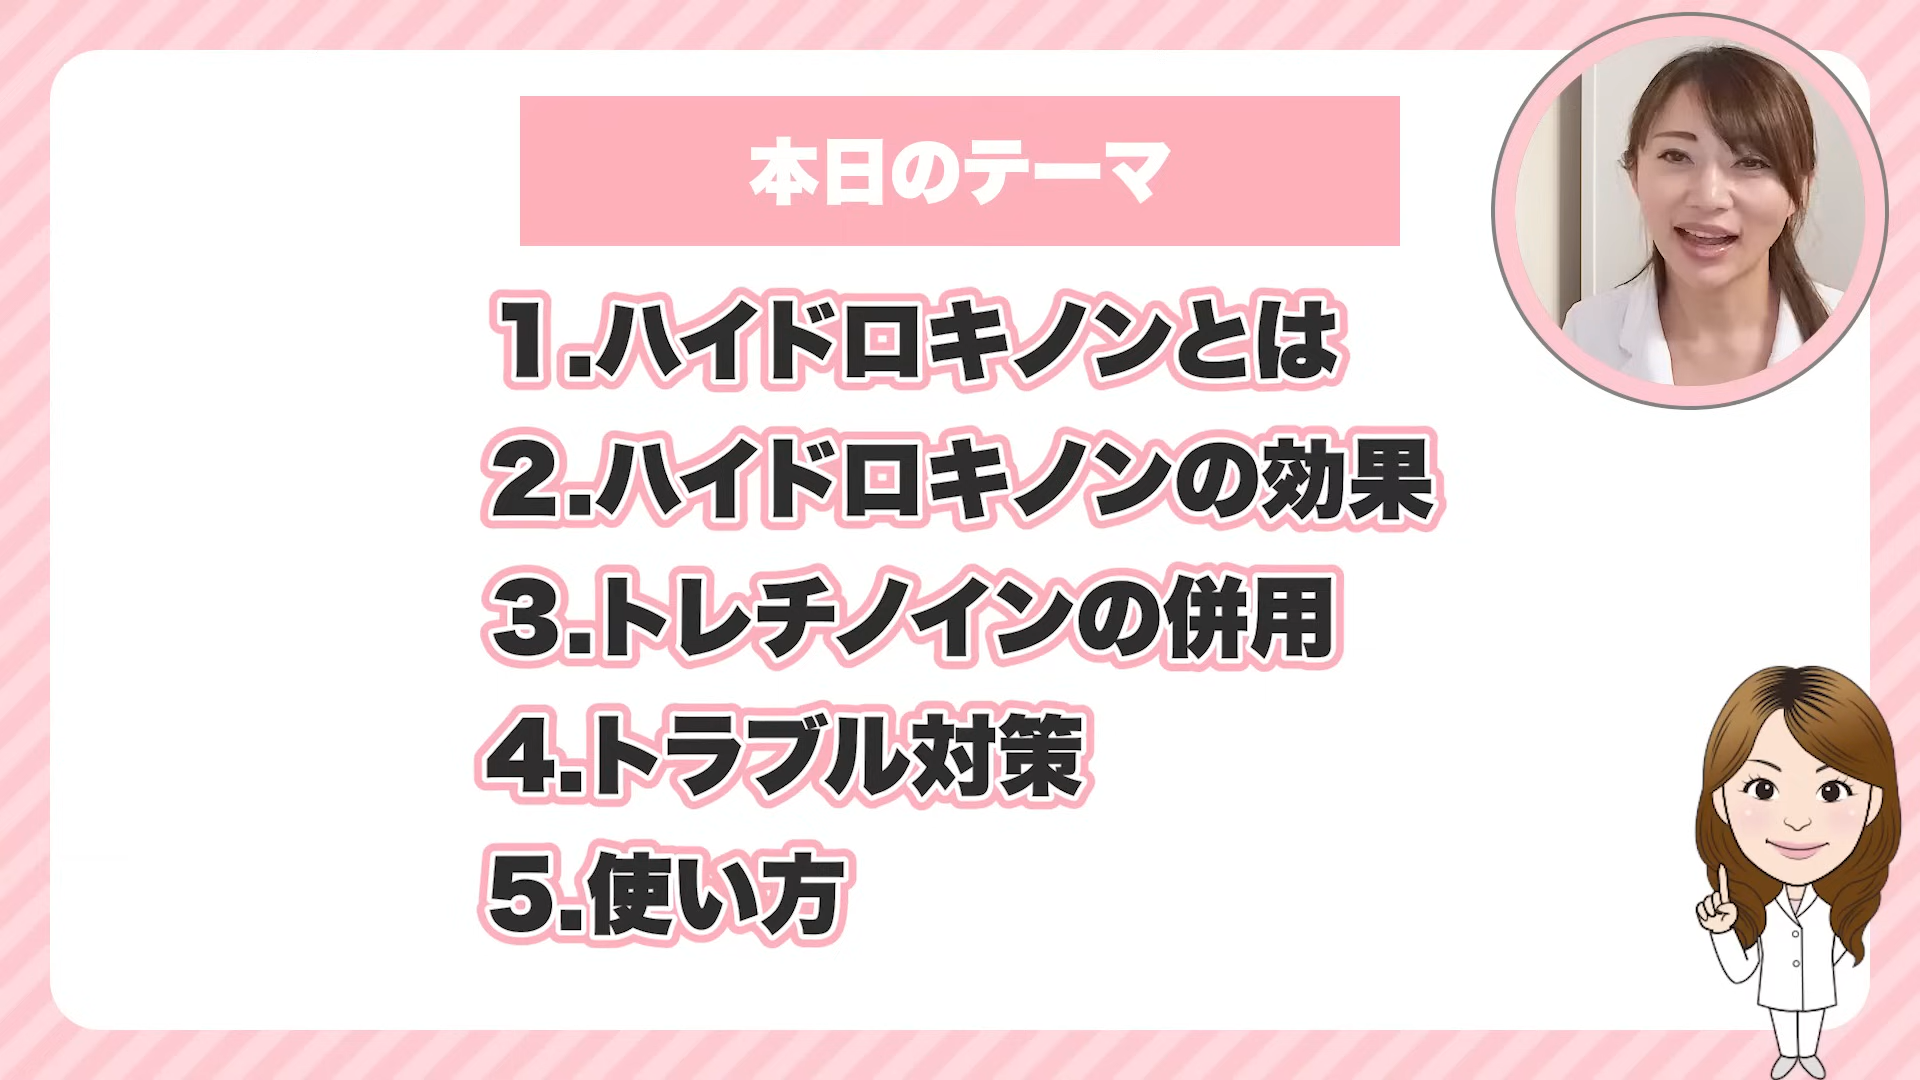 本日のテーマ
1.ハイドロキノンとは
2.ハイドロキノンの効果
3.トレチノインの併用
4.トラブル対策
5.使い方